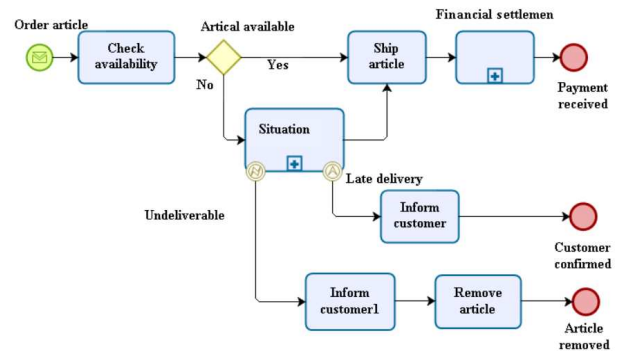 Order article
Artical available
Financial settlemen
Check
availability
Yes
No
Ship
article
Payment
received
Situation
Late delivery
Undeliverable
Inform
customer
Customer
confirmed
Inform
customer1
Remove
article
Article
removed